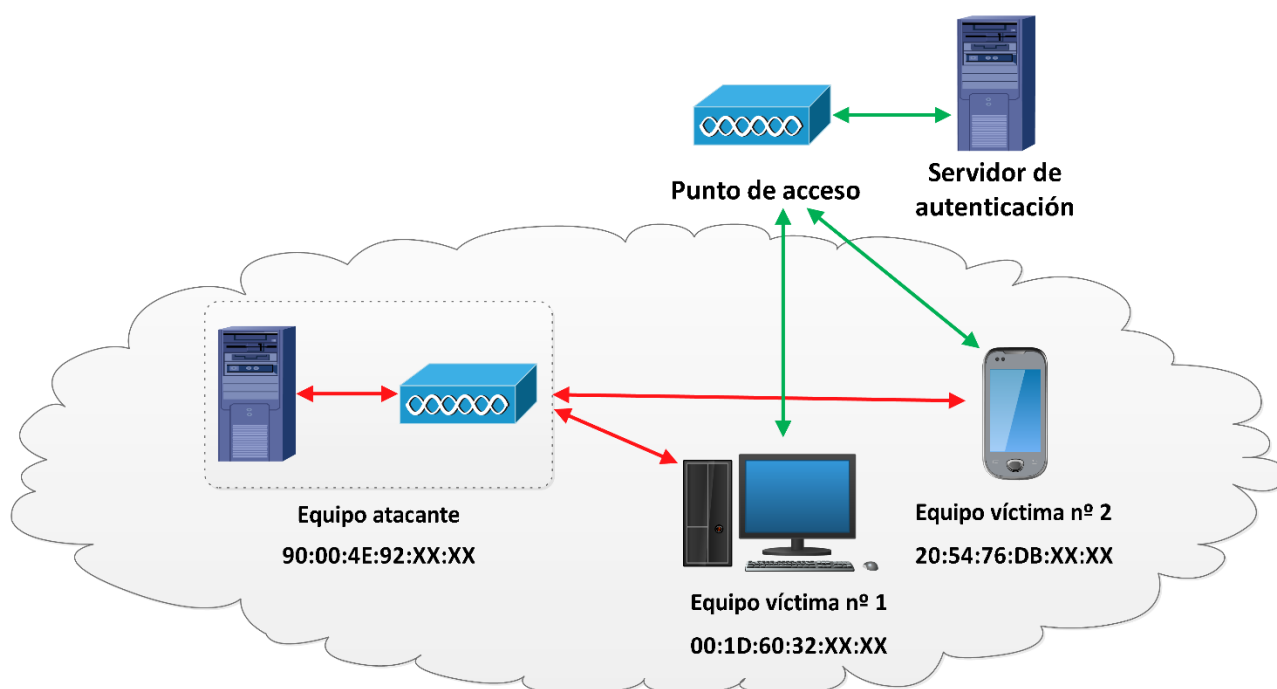 Punto de acceso
Servidor de
autenticación
Equipo atacante
90:00:4E:92:XX:XX
Equipo víctima nº 2
20:54:76:DB:XX:XX
Equipo víctima nº 1
00:1D:60:32:XX:XX